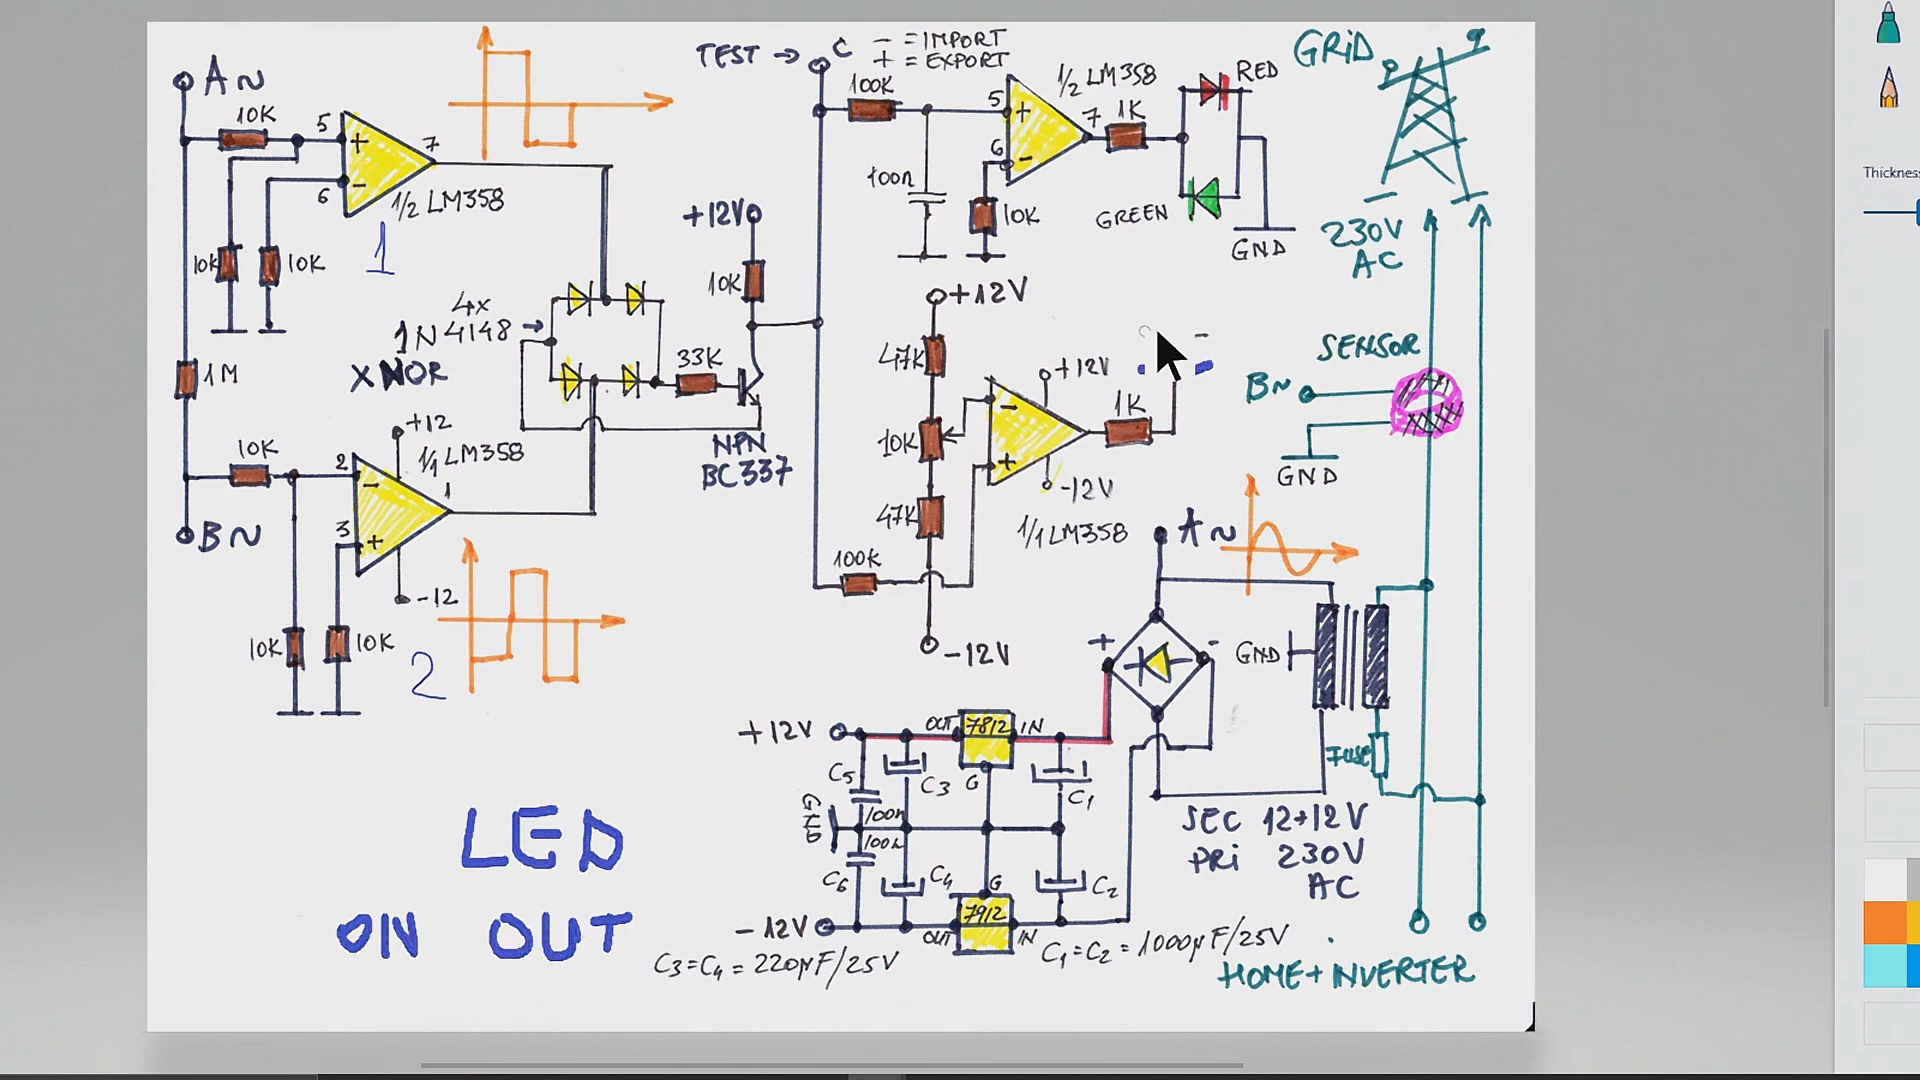 A~
10K
5
+
7
6
-
1/2 LM358
10K
10K
1
1M
4x
1N4148 →
XNOR
+12
1/1 LM358
10K
2
-
1
3
+
B~
-12
10K
10K
2
33K
+12V
10K
NPN
BC337
TEST → C
- = IMPORT
+ = EXPORT
100K
5
+
1/2 LM358
7
1K
RED
6
-
100n
10K
GREEN
GND
+12V
47K
+12V
-
1K
10K
+
-12V
47K
1/1 LM358
100K
-12V
GRiD
230V
AC
SENSOR
B~
GND
A~
+
-
GND
Fuse
SEC 12+12V
PRi 230V
AC
+12V
OUT
7812
IN
C5
C3
G
C1
GND
100n
100n
C6
C4
G
C2
-12V
OUT
7912
IN
C3=C4=220µF/25V
C1=C2=1000µF/25V
HOME+iNVERTER
LED
ON OUT
Thicknes